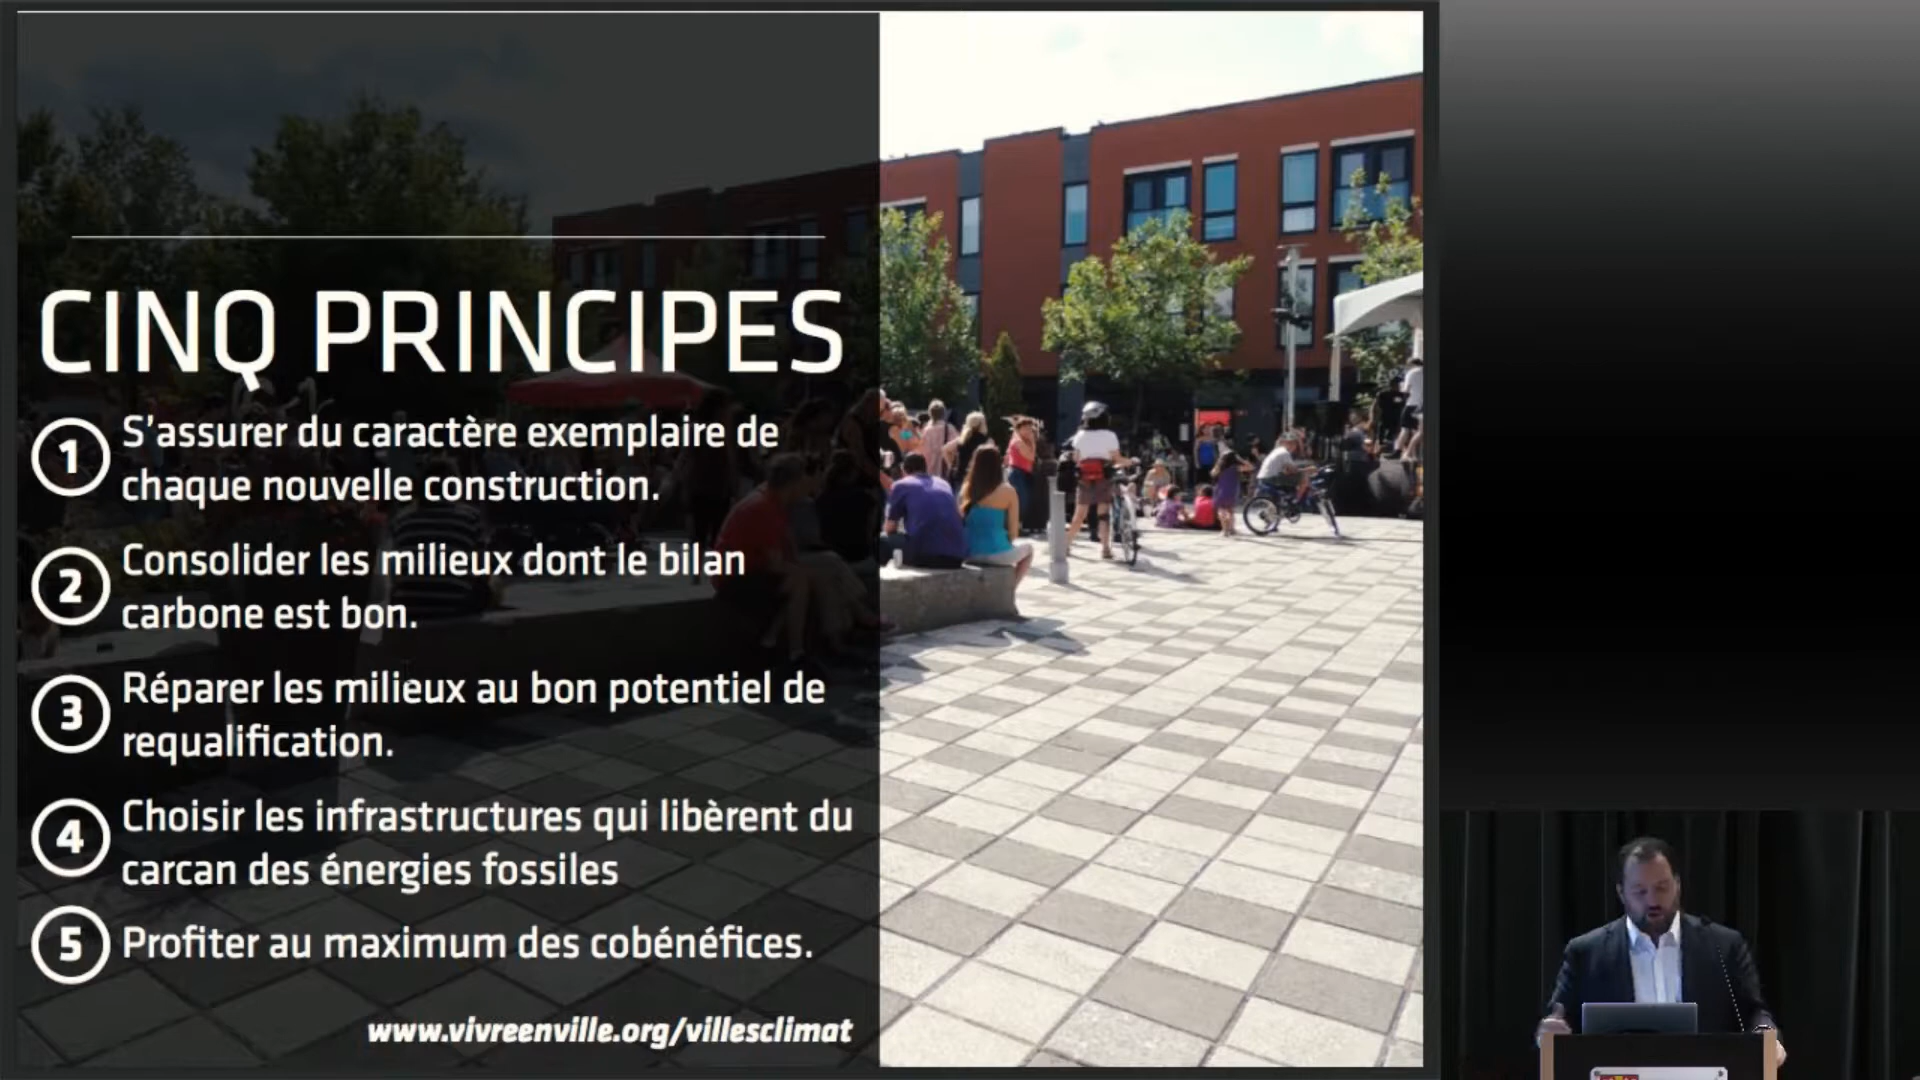 CINQ PRINCIPES
1 S'assurer du caractère exemplaire de
chaque nouvelle construction.
2 Consolider les milieux dont le bilan
carbone est bon.
3 Réparer les milieux au bon potentiel de
requalification.
4 Choisir les infrastructures qui libèrent du
carcan des énergies fossiles
5 Profiter au maximum des cobénéfices.
www.vivreenville.org/villesclimat